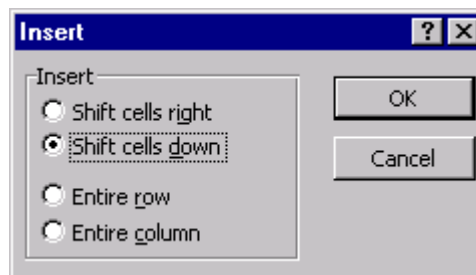 Insert
?
Insert
Shift cells right
Shift cells down
Entire row
Entire column
OK
Cancel